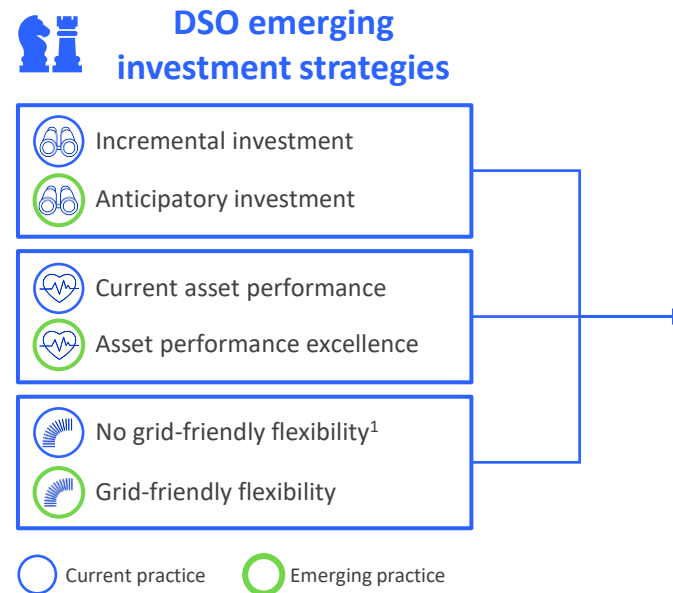 DSO emerging
investment strategies
Incremental investment
Anticipatory investment
Current asset performance
Asset performance excellence
No grid-friendly flexibility¹
Grid-friendly flexibility
Current practice
Emerging practice